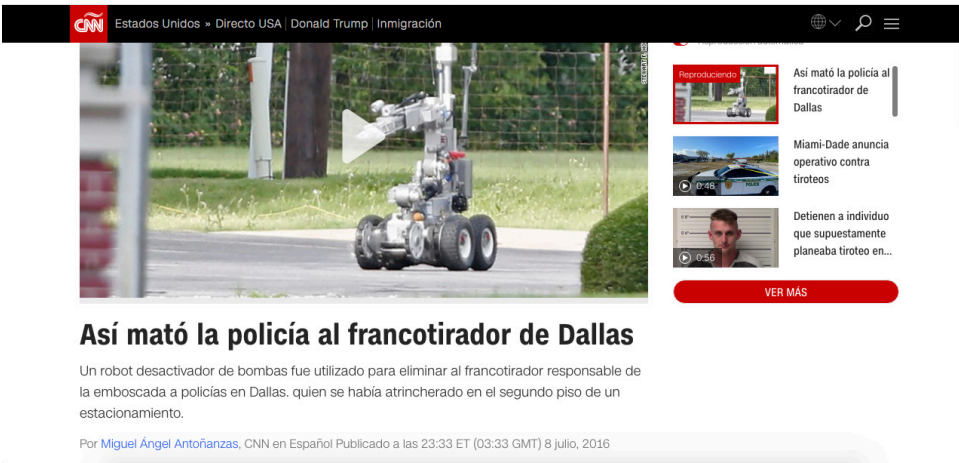 CNN Estados Unidos » Directo USA | Donald Trump | Inmigración
Reproduciendo
Así mató la policía al
francotirador de
Dallas
Miami-Dade anuncia
operativo contra
tiroteos
0:48
Detienen a individuo
que supuestamente
planeaba tiroteo en...
0:56
VER MÁS
Así mató la policía al francotirador de Dallas
Un robot desactivador de bombas fue utilizado para eliminar al francotirador responsable de
la emboscada a policías en Dallas. quien se había atrincherado en el segundo piso de un
estacionamiento.
Por Miguel Ángel Antoñanzas, CNN en Español Publicado a las 23:33 ET (03:33 GMT) 8 julio, 2016